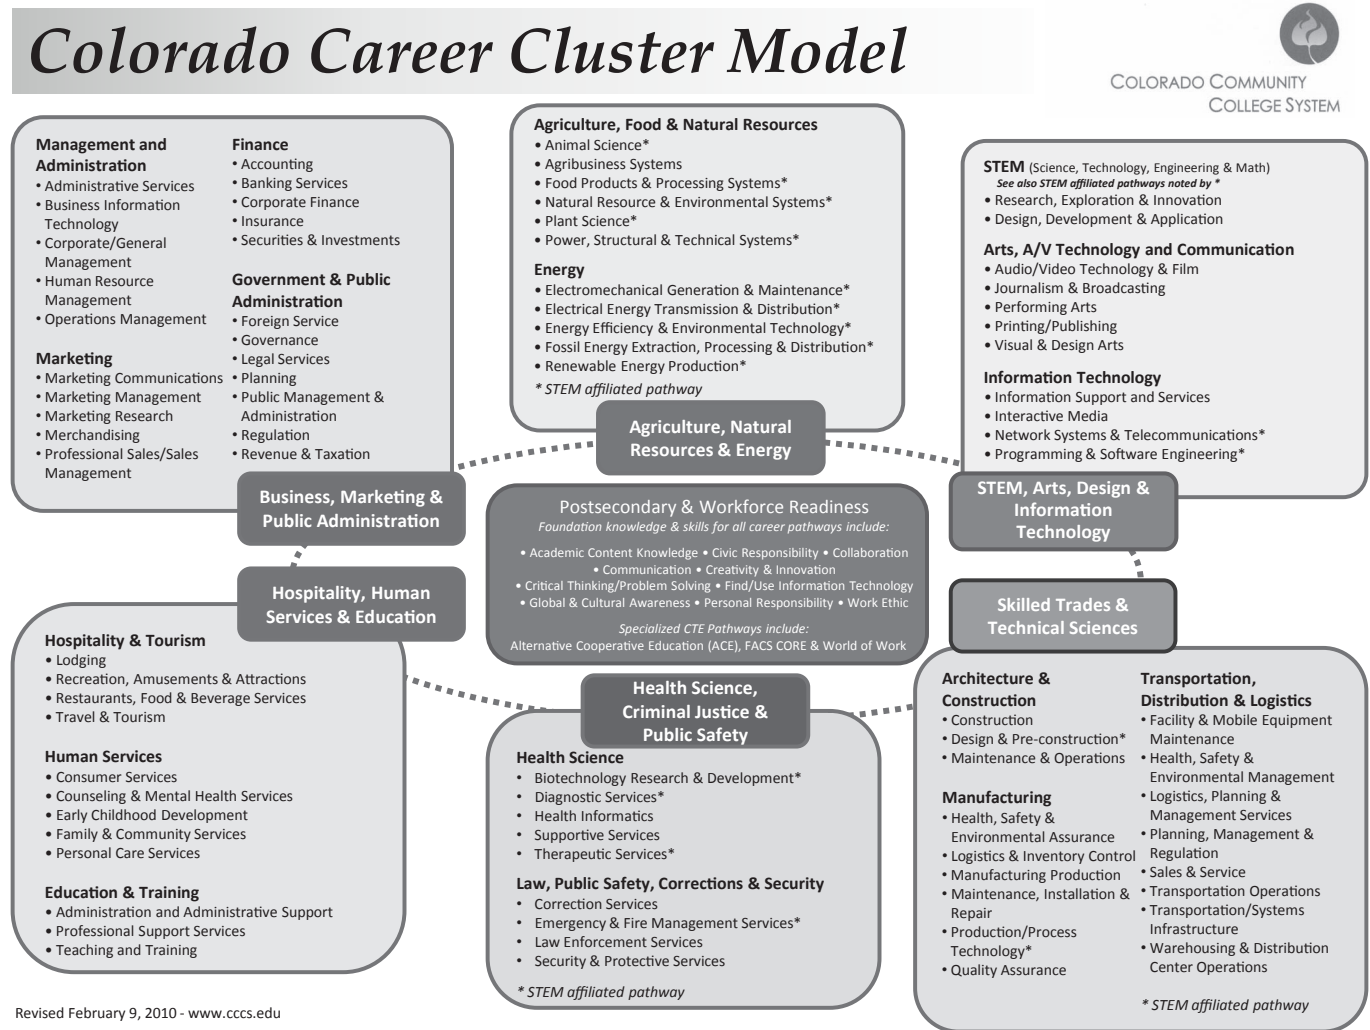 Colorado Career Cluster Model
COLORADO COMMUNITY
COLLEGE SYSTEM
Management and
Administration
• Administrative Services
• Business Information
Technology
• Corporate/General
Management
• Human Resource
Management
• Operations Management
Marketing
• Marketing Communications
• Marketing Management
• Marketing Research
• Merchandising
• Professional Sales/Sales
Management
Finance
• Accounting
• Banking Services
• Corporate Finance
• Insurance
• Securities & Investments
Government & Public
Administration
• Foreign Service
• Governance
• Legal Services
• Planning
• Public Management &
Administration
• Regulation
• Revenue & Taxation
Business, Marketing &
Public Administration
Agriculture, Food & Natural Resources
• Animal Science*
• Agribusiness Systems
• Food Products & Processing Systems*
• Natural Resource & Environmental Systems*
• Plant Science*
• Power, Structural & Technical Systems*
Energy
• Electromechanical Generation & Maintenance*
• Electrical Energy Transmission & Distribution*
• Energy Efficiency & Environmental Technology*
• Fossil Energy Extraction, Processing & Distribution*
• Renewable Energy Production*
* STEM affiliated pathway
Agriculture, Natural
Resources & Energy
STEM (Science, Technology, Engineering & Math)
See also STEM affiliated pathways noted by *
• Research, Exploration & Innovation
• Design, Development & Application
Arts, A/V Technology and Communication
• Audio/Video Technology & Film
• Journalism & Broadcasting
• Performing Arts
• Printing/Publishing
• Visual & Design Arts
Information Technology
• Information Support and Services
• Interactive Media
• Network Systems & Telecommunications*
• Programming & Software Engineering*
STEM, Arts, Design &
Information
Technology
Postsecondary & Workforce Readiness
Foundation knowledge & skills for all career pathways include:
• Academic Content Knowledge • Civic Responsibility • Collaboration
• Communication • Creativity & Innovation
• Critical Thinking/Problem Solving • Find/Use Information Technology
• Global & Cultural Awareness • Personal Responsibility • Work Ethic
Specialized CTE Pathways include:
Alternative Cooperative Education (ACE), FACS CORE & World of Work
Hospitality, Human
Services & Education
Hospitality & Tourism
• Lodging
• Recreation, Amusements & Attractions
• Restaurants, Food & Beverage Services
• Travel & Tourism
Human Services
• Consumer Services
• Counseling & Mental Health Services
• Early Childhood Development
• Family & Community Services
• Personal Care Services
Education & Training
• Administration and Administrative Support
• Professional Support Services
• Teaching and Training
Health Science,
Criminal Justice &
Public Safety
Health Science
• Biotechnology Research & Development*
• Diagnostic Services*
• Health Informatics
• Supportive Services
• Therapeutic Services*
Law, Public Safety, Corrections & Security
• Correction Services
• Emergency & Fire Management Services*
• Law Enforcement Services
• Security & Protective Services
* STEM affiliated pathway
Skilled Trades &
Technical Sciences
Architecture &
Construction
• Construction
• Design & Pre-construction*
• Maintenance & Operations
Manufacturing
• Health, Safety &
Environmental Assurance
• Logistics & Inventory Control
• Manufacturing Production
• Maintenance, Installation &
Repair
• Production/Process
Technology*
• Quality Assurance
Transportation,
Distribution & Logistics
• Facility & Mobile Equipment
Maintenance
• Health, Safety &
Environmental Management
• Logistics, Planning &
Management Services
• Planning, Management &
Regulation
• Sales & Service
• Transportation Operations
• Transportation/Systems
Infrastructure
• Warehousing & Distribution
Center Operations
* STEM affiliated pathway
Revised February 9, 2010 - www.cccs.edu